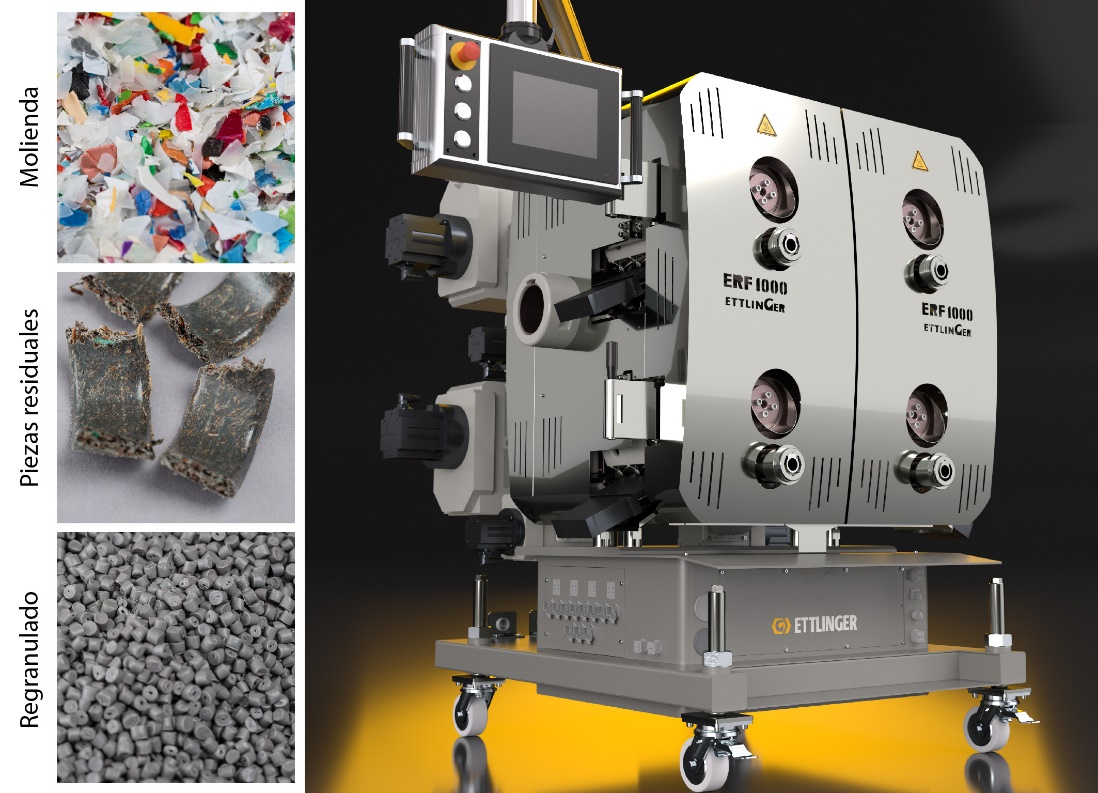 Molienda
Piezas residuales
Regranulado
ERF 1000
ETTLINGER
ERF 1000
ETTLINGER
ETTLINGER